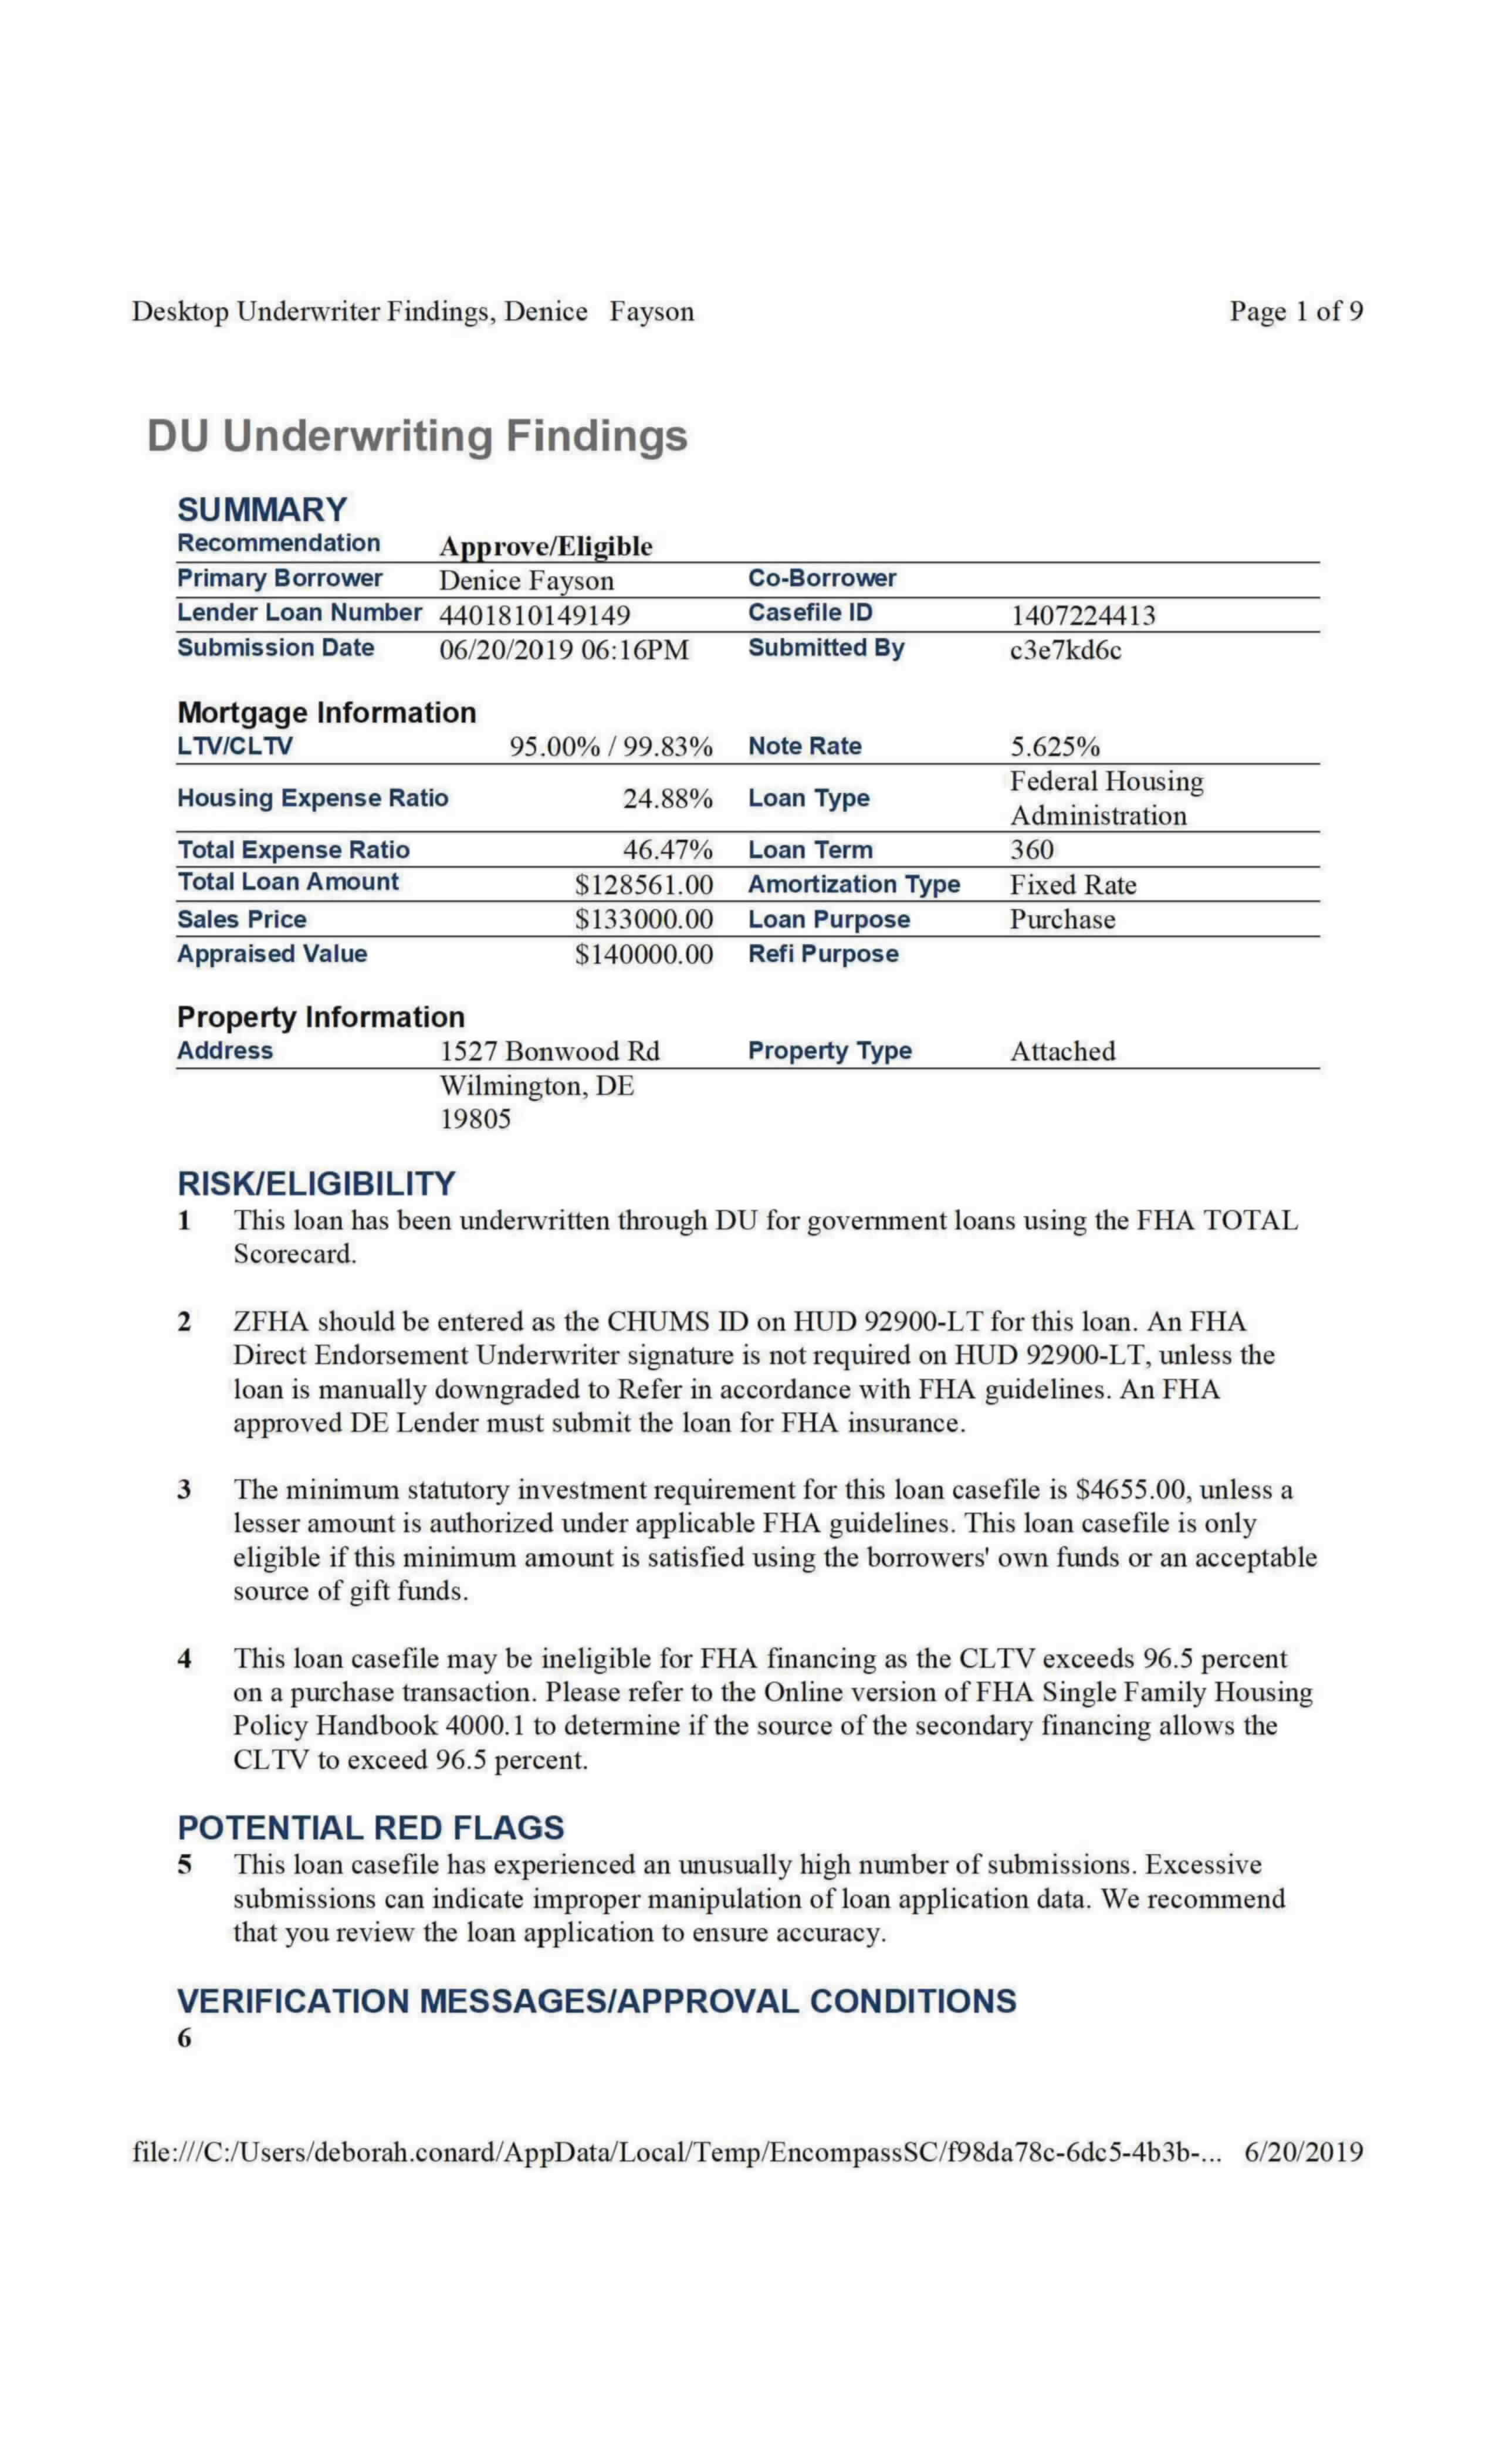 Desktop Underwriter Findings, Denice Fayson Page 1 of 9
DU Underwriting Findings
SUMMARY
Recommendation Approve/Eligible
Primary Borrower Denice Fayson Co-Borrower
Lender Loan Number 4401810149149 Casefile ID 1407224413
Submission Date 06/20/2019 06:16PM Submitted By c3e7kd6c
Mortgage Information
LTV/CLTV 95.00% / 99.83% Note Rate 5.625%
Housing Expense Ratio 24.88% Loan Type Federal Housing
Administration
Total Expense Ratio 46.47% Loan Term 360
Total Loan Amount $128561.00 Amortization Type Fixed Rate
Sales Price $133000.00 Loan Purpose Purchase
Appraised Value $140000.00 Refi Purpose
Property Information
Address 1527 Bonwood Rd Property Type Attached
Wilmington, DE
19805
RISK/ELIGIBILITY
1 This loan has been underwritten through DU for government loans using the FHA TOTAL
Scorecard.
2 ZFHA should be entered as the CHUMS ID on HUD 92900-LT for this loan. An FHA
Direct Endorsement Underwriter signature is not required on HUD 92900-LT, unless the
loan is manually downgraded to Refer in accordance with FHA guidelines. An FHA
approved DE Lender must submit the loan for FHA insurance.
3 The minimum statutory investment requirement for this loan casefile is $4655.00, unless a
lesser amount is authorized under applicable FHA guidelines. This loan casefile is only
eligible if this minimum amount is satisfied using the borrowers' own funds or an acceptable
source of gift funds.
4 This loan casefile may be ineligible for FHA financing as the CLTV exceeds 96.5 percent
on a purchase transaction. Please refer to the Online version of FHA Single Family Housing
Policy Handbook 4000.1 to determine if the source of the secondary financing allows the
CLTV to exceed 96.5 percent.
POTENTIAL RED FLAGS
5 This loan casefile has experienced an unusually high number of submissions. Excessive
submissions can indicate improper manipulation of loan application data. We recommend
that you review the loan application to ensure accuracy.
VERIFICATION MESSAGES/APPROVAL CONDITIONS
6
file:///C:/Users/deborah.conard/AppData/Local/Temp/EncompassSC/f98da78c-6dc5-4b3b-... 6/20/2019